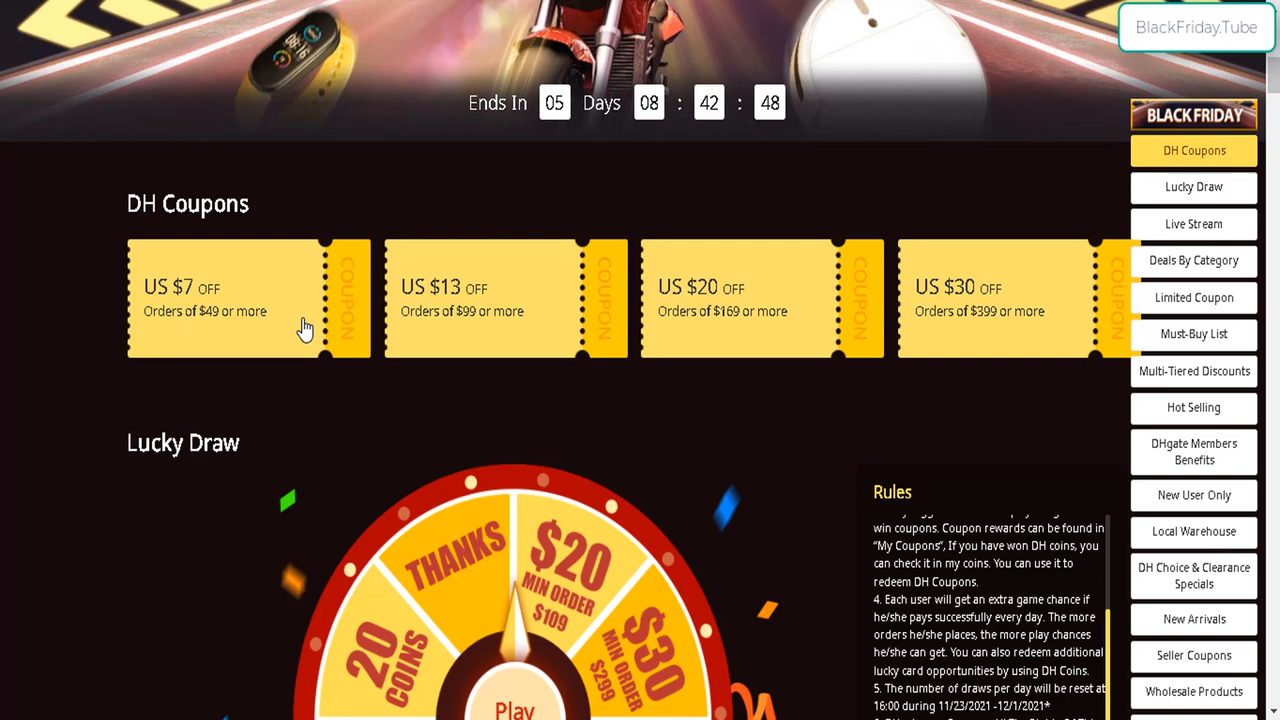 BlackFriday.Tube
08:16
Ends In 05 Days 08 : 42 : 48
BLACK FRIDAY
DH Coupons
Lucky Draw
Live Stream
Deals By Category
Limited Coupon
Must-Buy List
Multi-Tiered Discounts
Hot Selling
DHgate Members
Benefits
New User Only
Local Warehouse
DH Choice & Clearance
Specials
New Arrivals
Seller Coupons
Wholesale Products
DH Coupons
US $7 OFF
Orders of $49 or more
COUPON
US $13 OFF
Orders of $99 or more
COUPON
US $20 OFF
Orders of $169 or more
COUPON
US $30 OFF
Orders of $399 or more
COUPON
Lucky Draw
20
COINS
THANKS
$20
MIN ORDER
$109
$30
MIN ORDER
$299
Play
Rules
win coupons. Coupon rewards can be found in
“My Coupons”, If you have won DH coins, you
can check it in my coins. You can use it to
redeem DH Coupons.
4. Each user will get an extra game chance if
he/she pays successfully every day. The more
orders he/she places, the more play chances
he/she can get. You can also redeem additional
lucky card opportunities by using DH Coins.
5. The number of draws per day will be reset at
16:00 during 11/23/2021 -12/1/2021*